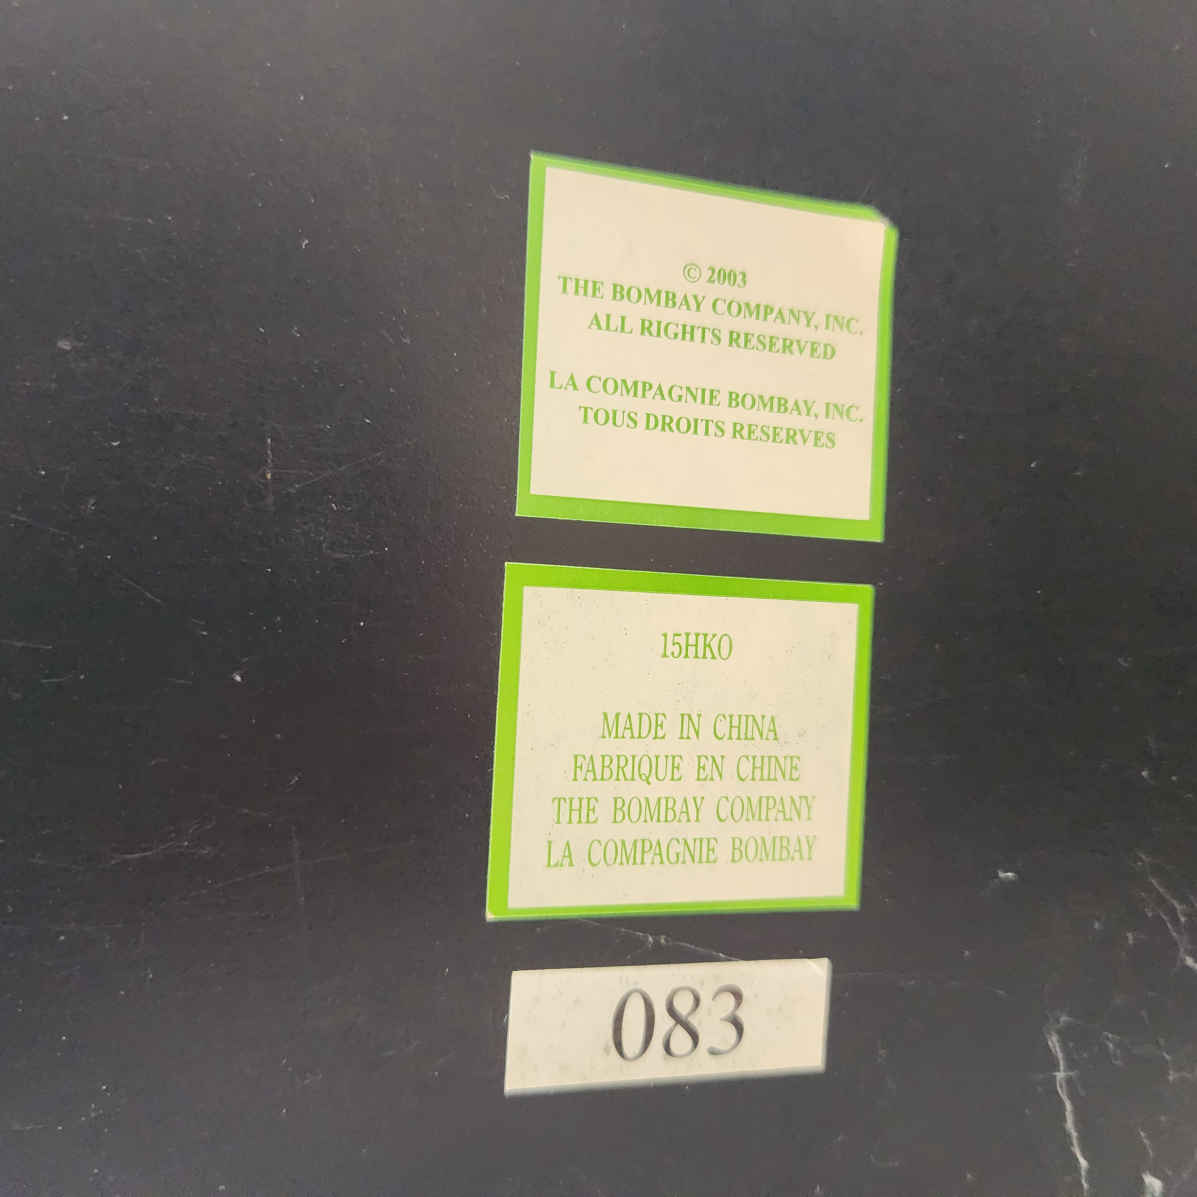 © 2003
THE BOMBAY COMPANY, INC.
ALL RIGHTS RESERVED
LA COMPAGNIE BOMBAY, INC.
TOUS DROITS RESERVES
15HKO
MADE IN CHINA
FABRIQUE EN CHINE
THE BOMBAY COMPANY
LA COMPAGNIE BOMBAY
083